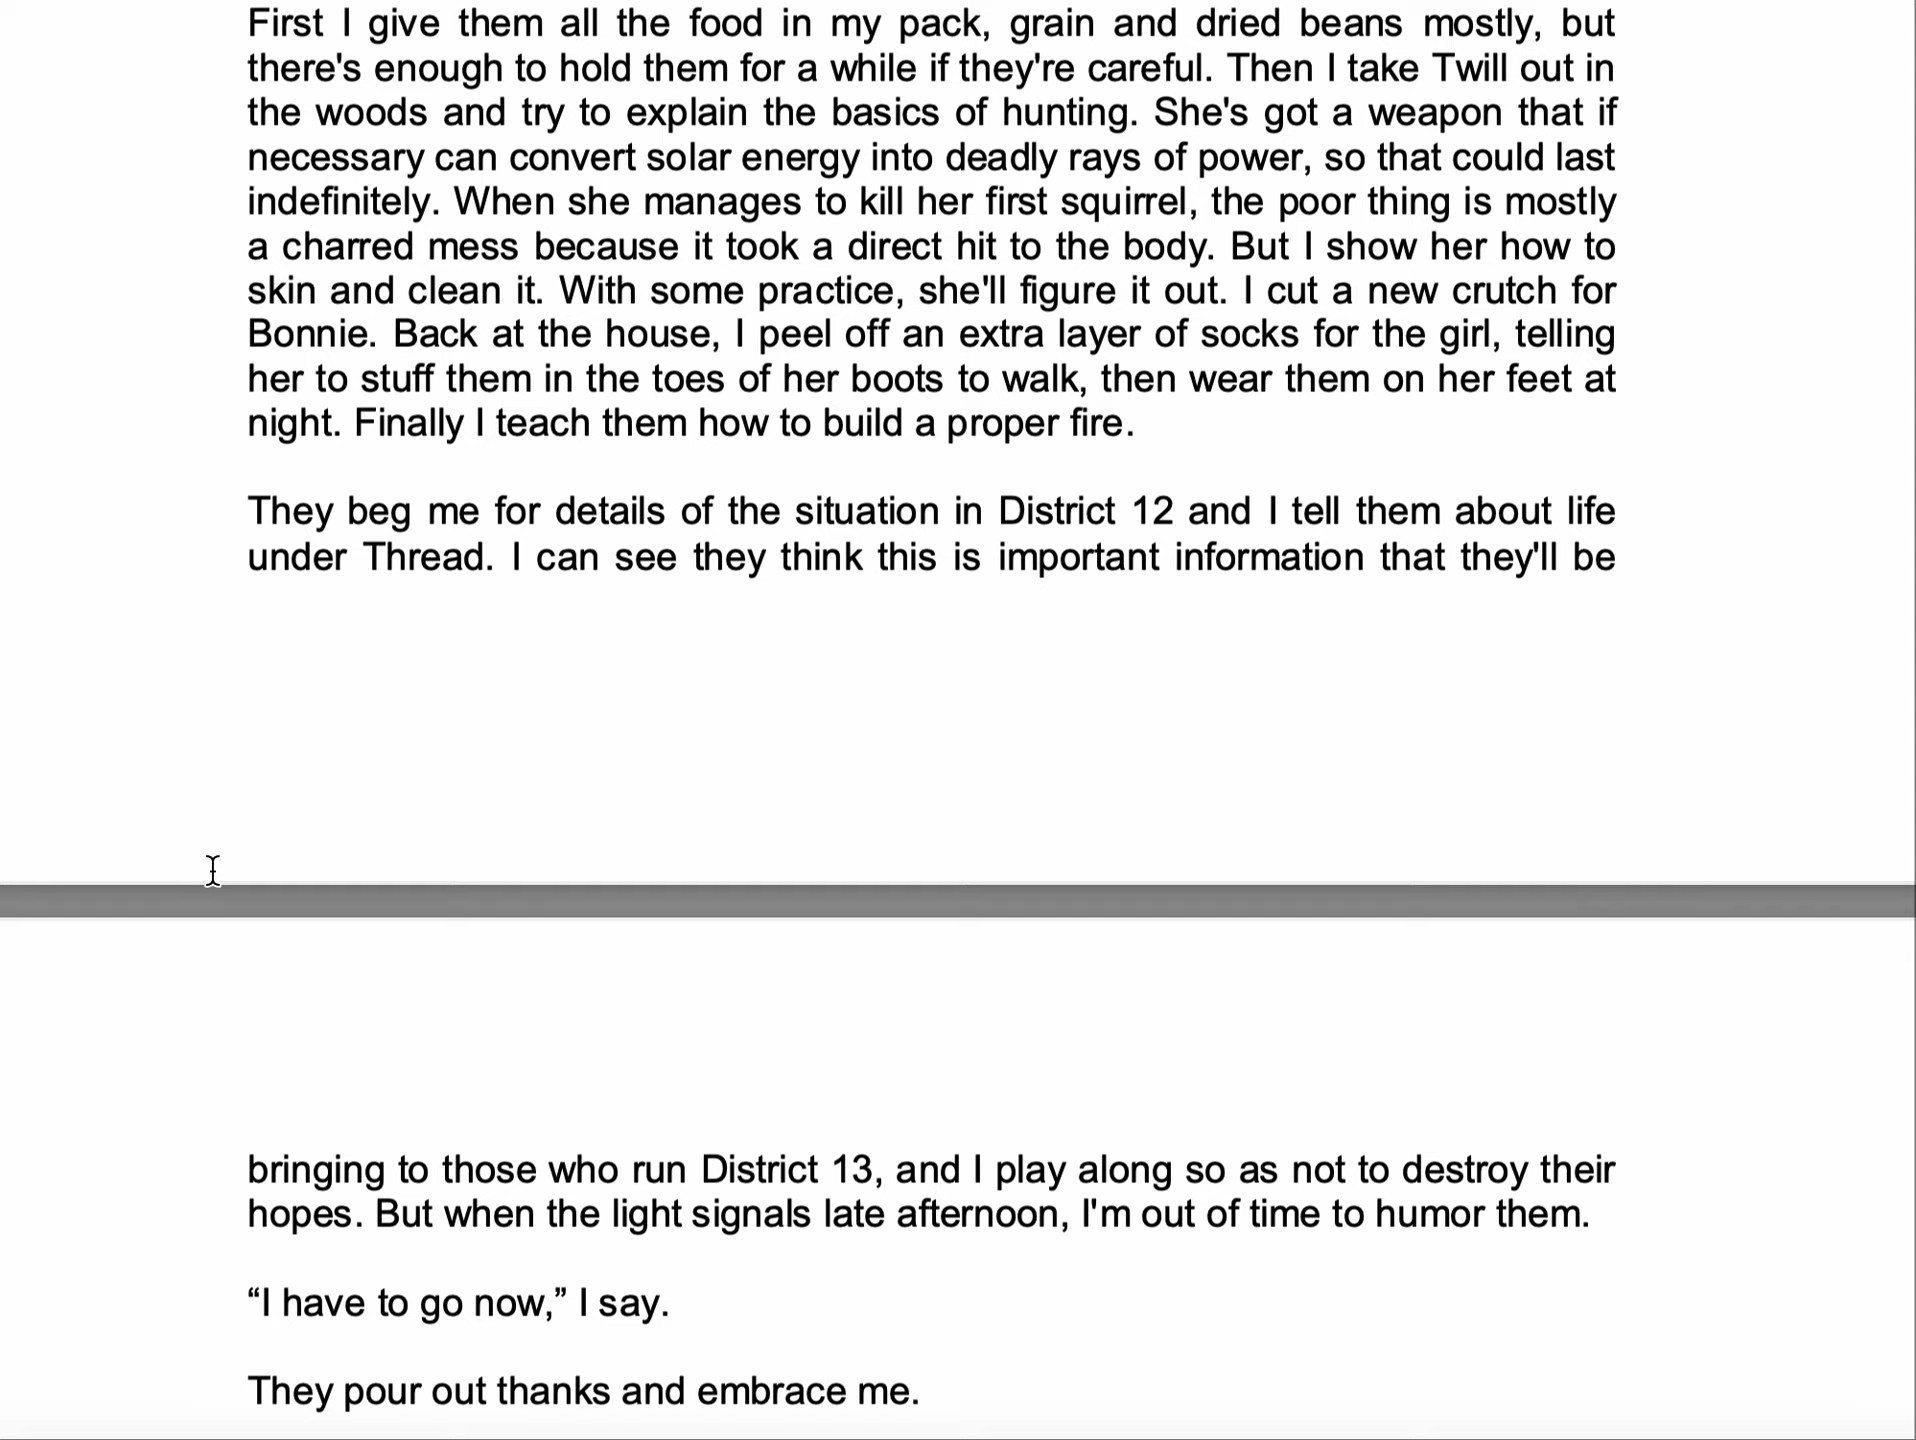 First I give them all the food in my pack, grain and dried beans mostly, but
there's enough to hold them for a while if they're careful. Then I take Twill out in
the woods and try to explain the basics of hunting. She's got a weapon that if
necessary can convert solar energy into deadly rays of power, so that could last
indefinitely. When she manages to kill her first squirrel, the poor thing is mostly
a charred mess because it took a direct hit to the body. But I show her how to
skin and clean it. With some practice, she'll figure it out. I cut a new crutch for
Bonnie. Back at the house, I peel off an extra layer of socks for the girl, telling
her to stuff them in the toes of her boots to walk, then wear them on her feet at
night. Finally I teach them how to build a proper fire.
They beg me for details of the situation in District 12 and I tell them about life
under Thread. I can see they think this is important information that they'll be
bringing to those who run District 13, and I play along so as not to destroy their
hopes. But when the light signals late afternoon, I'm out of time to humor them.
“I have to go now,” I say.
They pour out thanks and embrace me.